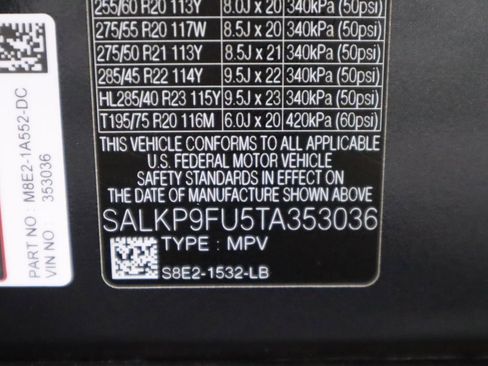 255/60 R20 113Y 8.0J x 20 340kPa (50psi)
275/55 R20 117W 8.5J x 20 340kPa (50psi)
275/50 R21 113Y 8.5J x 21 340kPa (50psi)
285/45 R22 114Y 9.5J x 22 340kPa (50psi)
HL285/40 R23 115Y 9.5J x 23 340kPa (50psi)
T195/75 R20 116M 6.0J x 20 420kPa (60psi)
THIS VEHICLE CONFORMS TO ALL APPLICABLE
U.S. FEDERAL MOTOR VEHICLE
SAFETY STANDARDS IN EFFECT ON
THE DATE OF MANUFACTURE SHOWN ABOVE
SALKP9FU5TA353036
TYPE : MPV
S8E2-1532-LB
PART NO : M8E2-1A552-DC
VIN NO : 353036